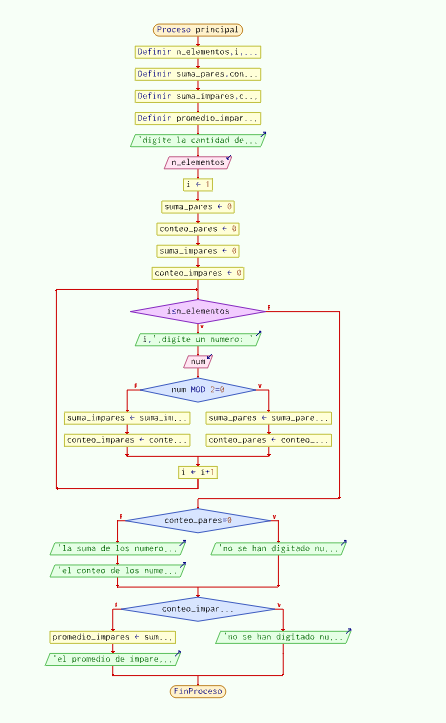 Proceso principal
Definir n_elementos,i,...
Definir suma_pares,con...
Definir suma_impares,c...
Definir promedio_impar...
'digite la cantidad de...
n_elementos
i ← 1
suma_pares ← 0
conteo_pares ← 0
suma_impares ← 0
conteo_impares ← 0
i≤n_elementos
F
V
i,'.digite un numero: '
num
num MOD 2=0
F
V
suma_impares ← suma_im...
suma_pares ← suma_pare...
conteo_impares ← conte...
conteo_pares ← conteo_...
i ← i+1
conteo_pares=0
F
V
'la suma de los numero...
'no se han digitado nu...
'el conteo de los nume...
conteo_impar...
F
V
promedio_impares ← sum...
'no se han digitado nu...
'el promedio de impare...
FinProceso